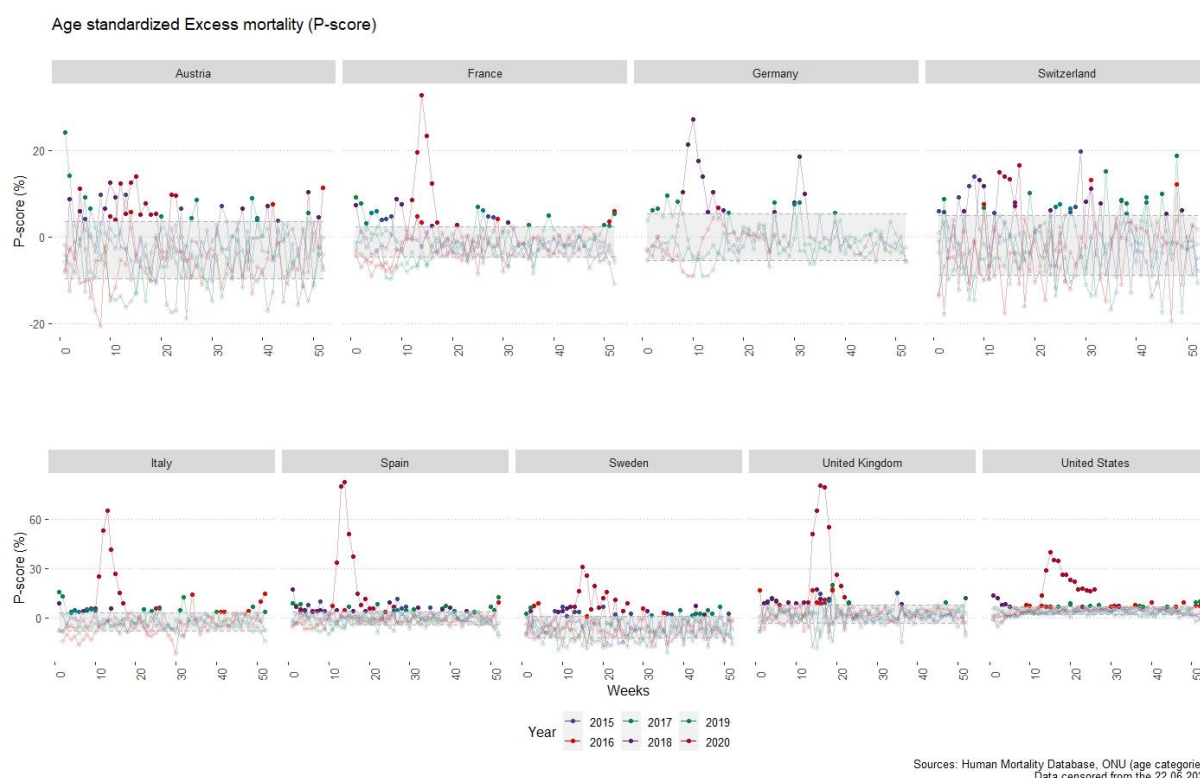 Age standardized Excess mortality (P-score)
Austria
France
Germany
Switzerland
P-score (%)
20
0
-20
0 10 20 30 40 50
0 10 20 30 40 50
0 10 20 30 40 50
0 10 20 30 40 50
Italy
Spain
Sweden
United Kingdom
United States
P-score (%)
60
30
0
0 10 20 30 40 50
0 10 20 30 40 50
0 10 20 30 40 50
0 10 20 30 40 50
0 10 20 30 40 50
Weeks
Year
2015 2017 2019
2016 2018 2020
Sources: Human Mortality Database, ONU (age categorie
Data censored from the 22.06.202